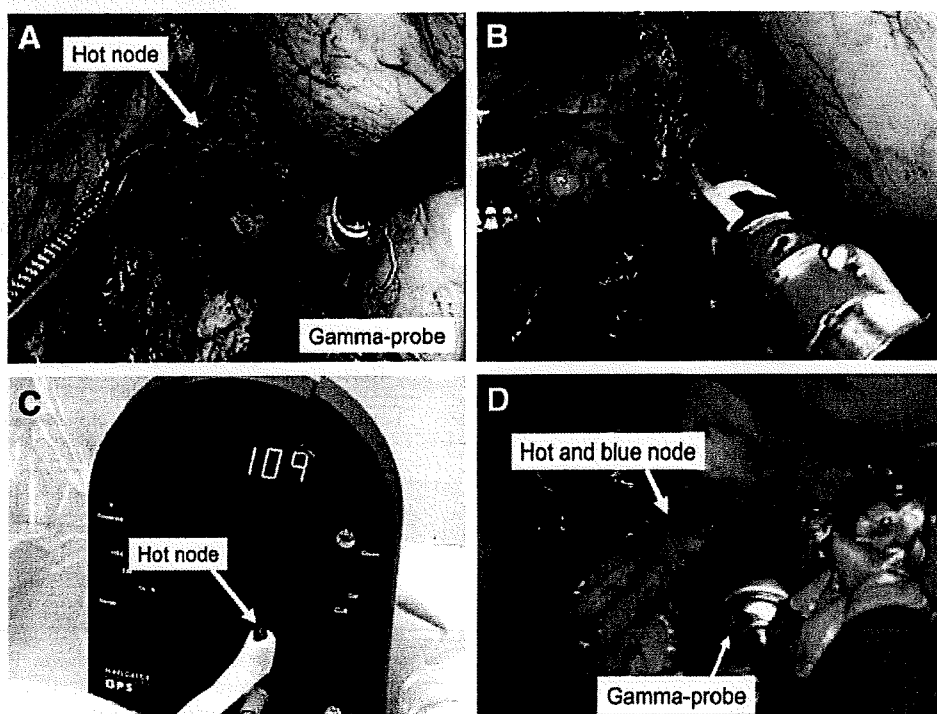 A
Hot node
Gamma-probe
B
C
109
Hot node
D
Hot and blue node
Gamma-probe